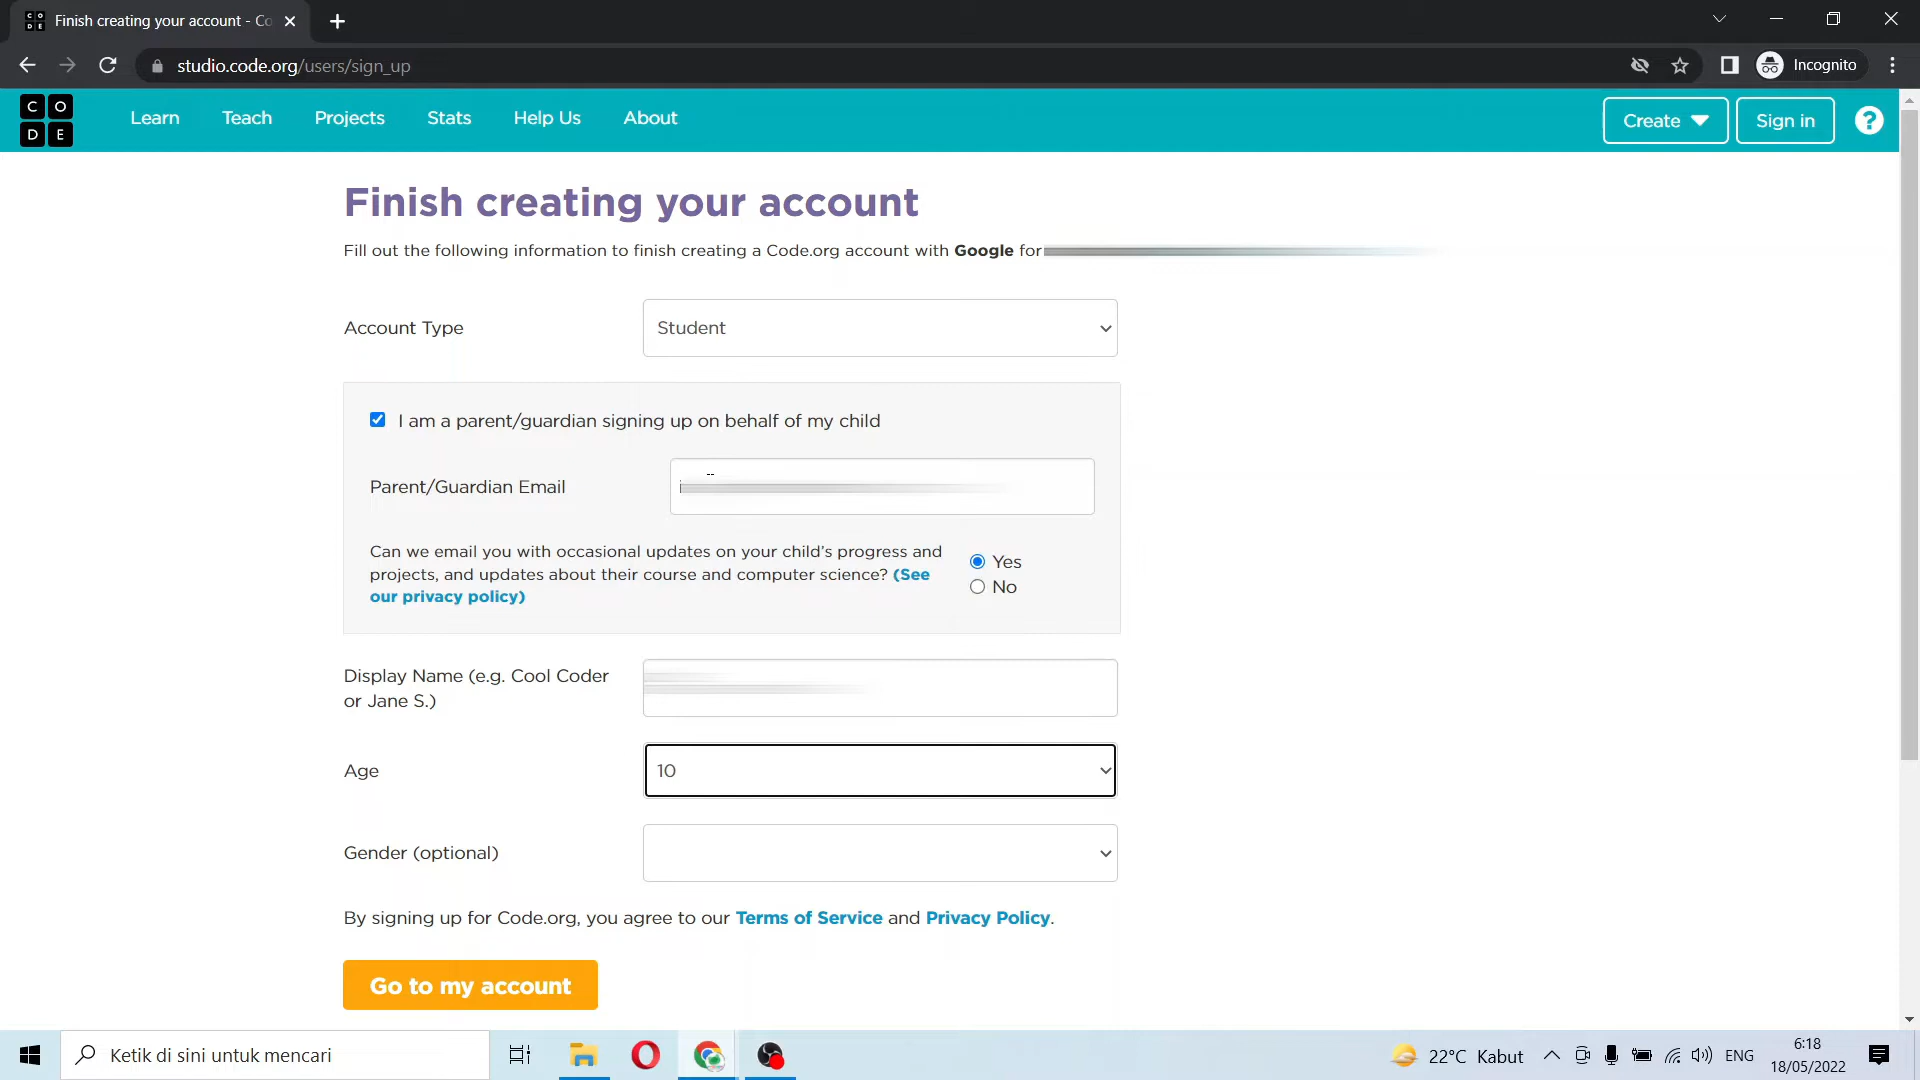 Finish creating your account - Co
studio.code.org/users/sign_up
Incognito
C O
D E
Learn
Teach
Projects
Stats
Help Us
About
Create
Sign in
?
Finish creating your account
Fill out the following information to finish creating a Code.org account with Google for
Account Type
Student
I am a parent/guardian signing up on behalf of my child
Parent/Guardian Email
Can we email you with occasional updates on your child's progress and
projects, and updates about their course and computer science? (See
our privacy policy)
Yes
No
Display Name (e.g. Cool Coder
or Jane S.)
Age
10
Gender (optional)
By signing up for Code.org, you agree to our Terms of Service and Privacy Policy.
Go to my account
Ketik di sini untuk mencari
22°C Kabut
ENG
6:18
18/05/2022